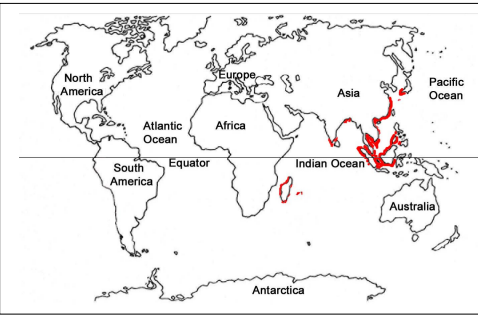 North
America
Europe
Asia
Pacific
Ocean
Atlantic
Ocean
Africa
Equator
Indian Ocean
South
America
Australia
Antarctica